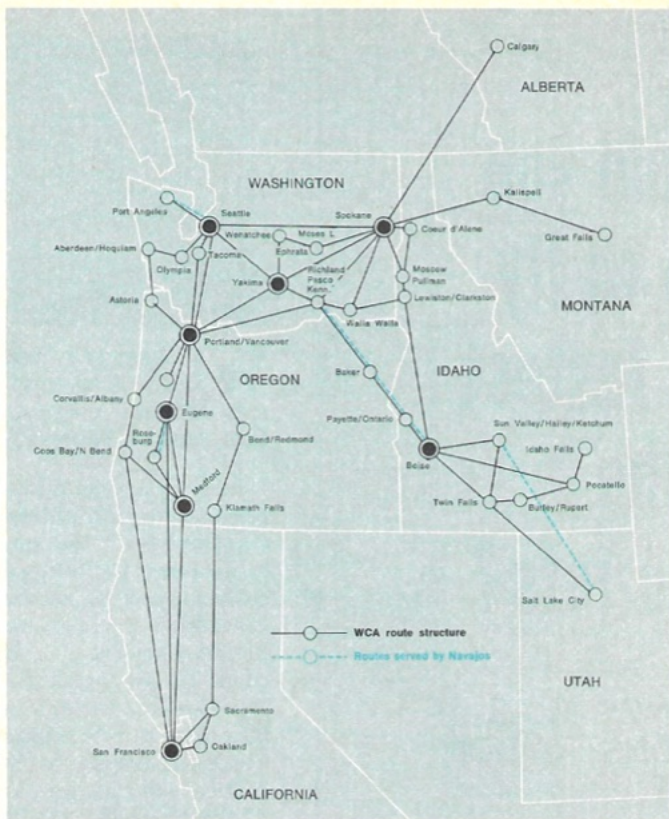 Calgary
ALBERTA
WASHINGTON
Kalispell
Port Angeles
Seattle
Spokane
Wenatchee
Moses L
Coeur d'Alene
Great Falls
Aberdeen/Hoquiam
Ephrata
Tacoma
Olympia
Richland
Pasco
Kenn.
Moscow
Pullman
Yakima
Lewiston/Clarkston
Astoria
MONTANA
Walla Walla
Portland/Vancouver
OREGON
Baker
IDAHO
Corvallis/Albany
Eugene
Payette/Ontario
Sun Valley/Hailey/Ketchum
Rose-
burg
Bend/Redmond
Coos Bay/N Bend
Idaho Falls
Boise
Medford
Pocatello
Twin Falls
Burley/Rupert
Klamath Falls
Salt Lake City
WCA route structure
Routes served by Navajos
UTAH
Sacramento
San Francisco
Oakland
CALIFORNIA